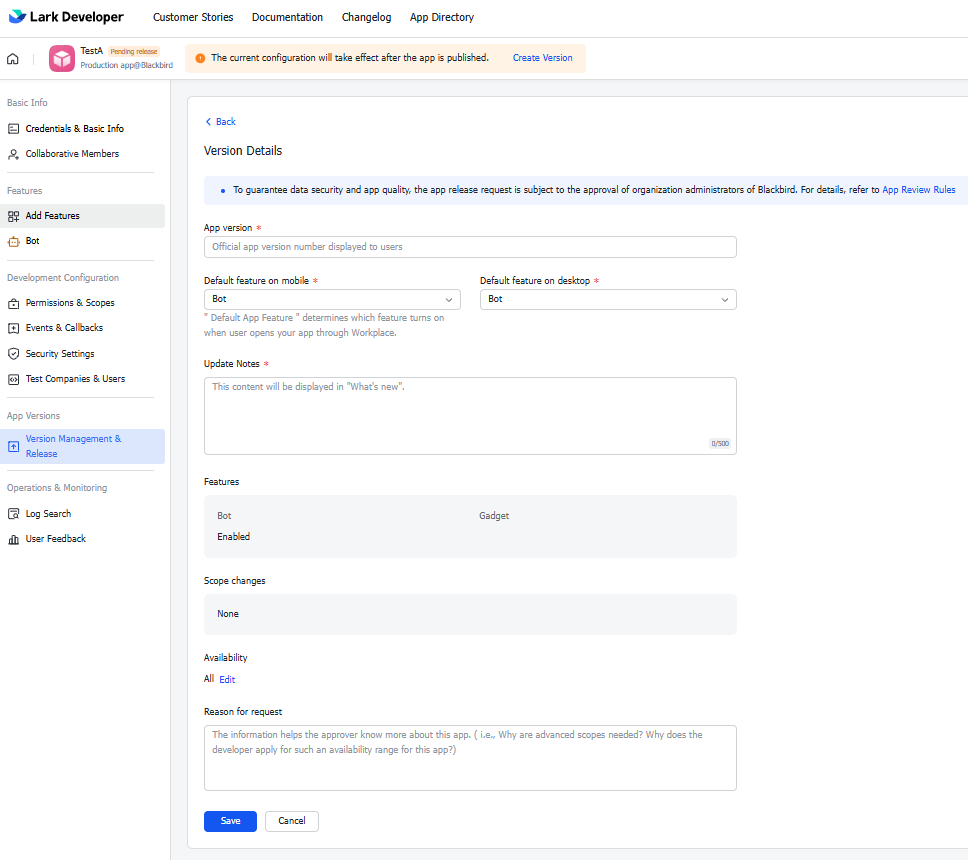 Lark Developer
Customer Stories
Documentation
Changelog
App Directory
TestA
Pending release
Production app@Blackbird
The current configuration will take effect after the app is published.
Create Version
Basic Info
Credentials & Basic Info
Collaborative Members
Features
Add Features
Bot
Development Configuration
Permissions & Scopes
Events & Callbacks
Security Settings
Test Companies & Users
App Versions
Version Management &
Release
Operations & Monitoring
Log Search
User Feedback
Back
Version Details
• To guarantee data security and app quality, the app release request is subject to the approval of organization administrators of Blackbird. For details, refer to App Review Rules
App version *
Official app version number displayed to users
Default feature on mobile *
Bot
" Default App Feature " determines which feature turns on
when user opens your app through Workplace.
Default feature on desktop *
Bot
Update Notes *
This content will be displayed in "What's new".
0/500
Features
Bot
Enabled
Gadget
Scope changes
None
Availability
All Edit
Reason for request
The information helps the approver know more about this app. ( i.e., Why are advanced scopes needed? Why does the
developer apply for such an availability range for this app?)
Save
Cancel